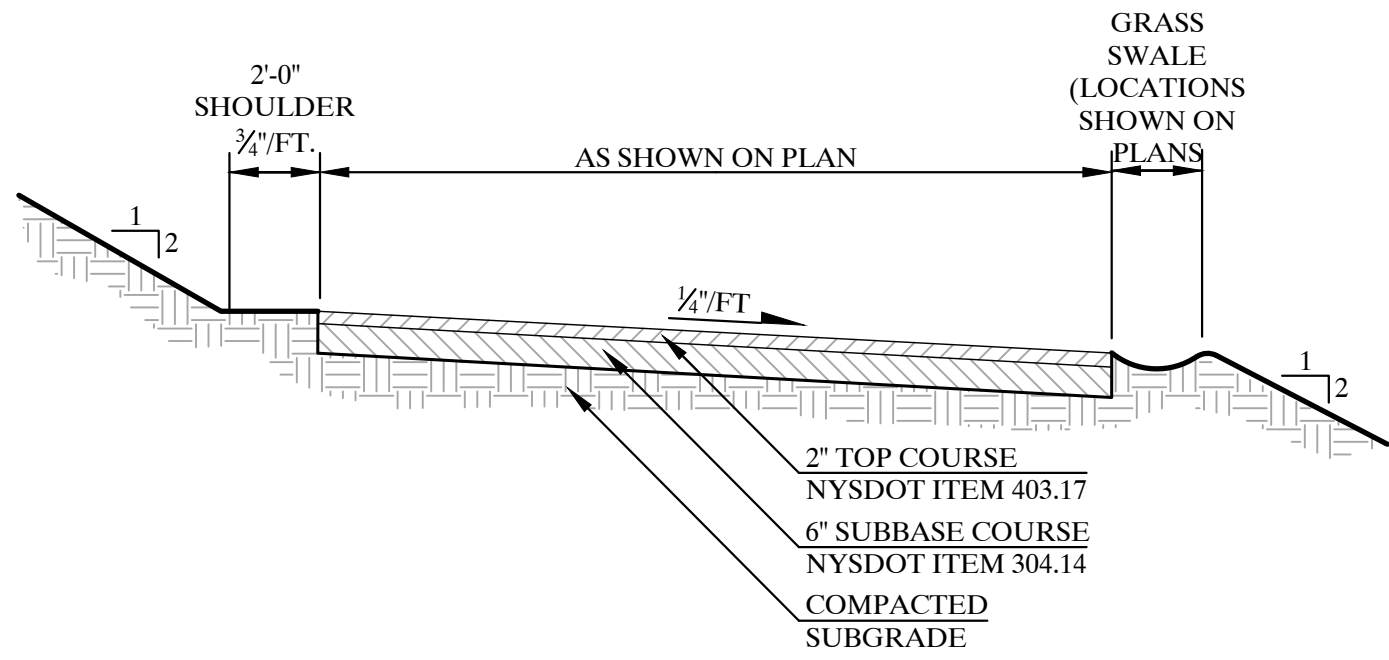 2'-0"
SHOULDER
3/4"/FT.
AS SHOWN ON PLAN
GRASS
SWALE
(LOCATIONS
SHOWN ON
PLANS
1
2
1/4"/FT
1
2
2" TOP COURSE
NYSDOT ITEM 403.17
6" SUBBASE COURSE
NYSDOT ITEM 304.14
COMPACTED
SUBGRADE